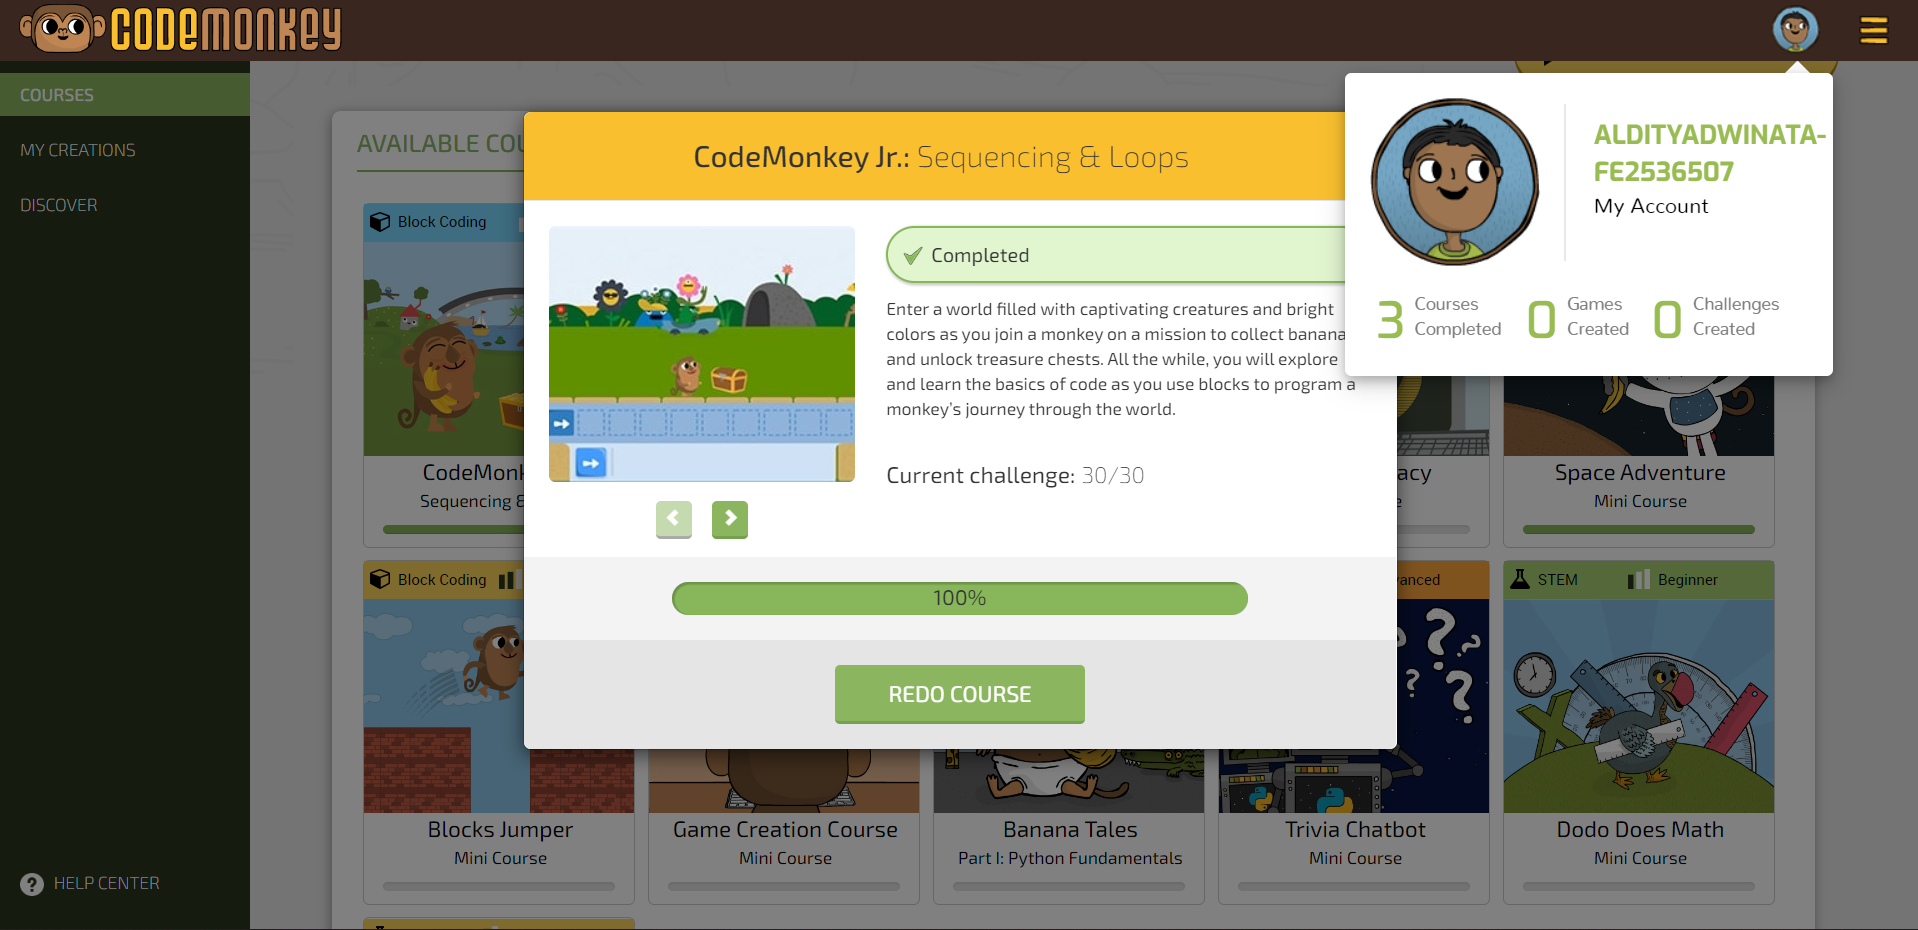 CODEMONKEY
COURSES
MY CREATIONS
DISCOVER
HELP CENTER
ALDITYADWINATA-
FE2536507
My Account
3 Courses Completed
0 Games Created
0 Challenges Created
AVAILABLE COU
CodeMonkey Jr.: Sequencing & Loops
Completed
Enter a world filled with captivating creatures and bright
colors as you join a monkey on a mission to collect banana
and unlock treasure chests. All the while, you will explore
and learn the basics of code as you use blocks to program a
monkey's journey through the world.
Current challenge: 30/30
100%
REDO COURSE
Block Coding
CodeMonk
Sequencing &
acy
Space Adventure
Mini Course
Block Coding
Blocks Jumper
Mini Course
Game Creation Course
Mini Course
Banana Tales
Part I: Python Fundamentals
vanced
Trivia Chatbot
Mini Course
STEM Beginner
Dodo Does Math
Mini Course